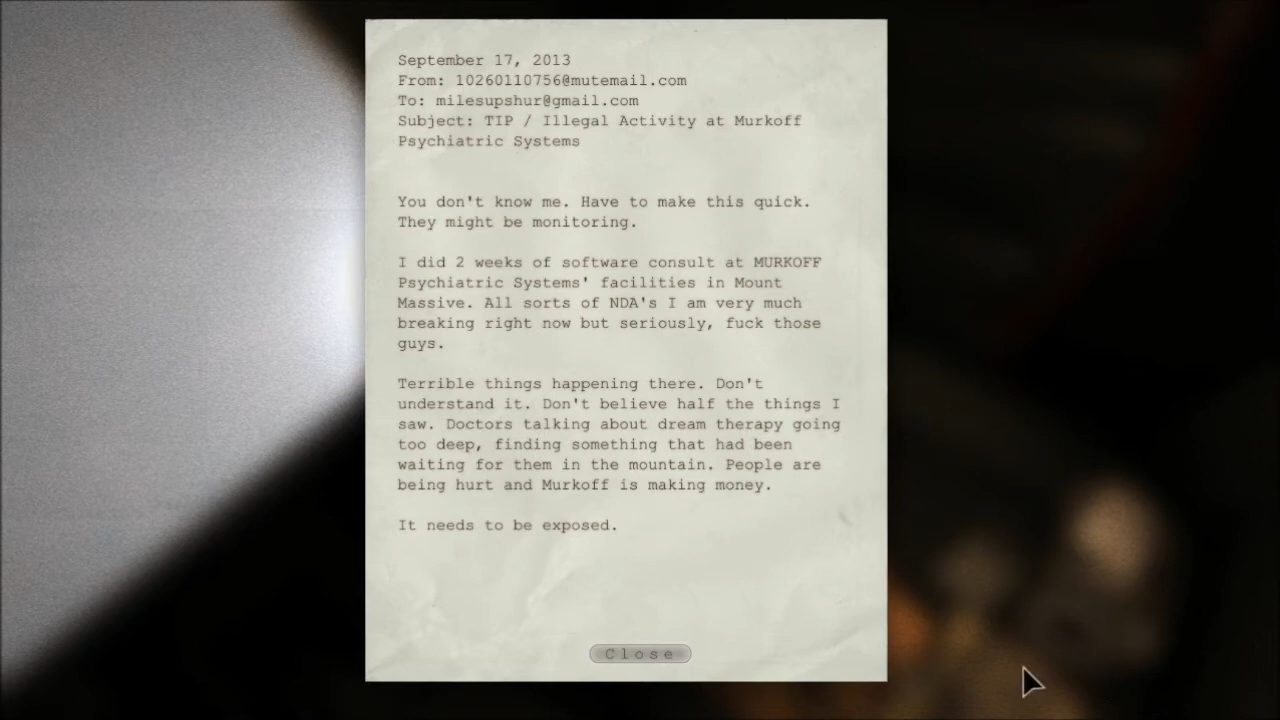 September 17, 2013
From: 10260110756@mutemail.com
To: milesupshur@gmail.com
Subject: TIP / Illegal Activity at Murkoff
Psychiatric Systems
You don't know me. Have to make this quick.
They might be monitoring.
I did 2 weeks of software consult at MURKOFF
Psychiatric Systems' facilities in Mount
Massive. All sorts of NDA's I am very much
breaking right now but seriously, fuck those
guys.
Terrible things happening there. Don't
understand it. Don't believe half the things I
saw. Doctors talking about dream therapy going
too deep, finding something that had been
waiting for them in the mountain. People are
being hurt and Murkoff is making money.
It needs to be exposed.
Close